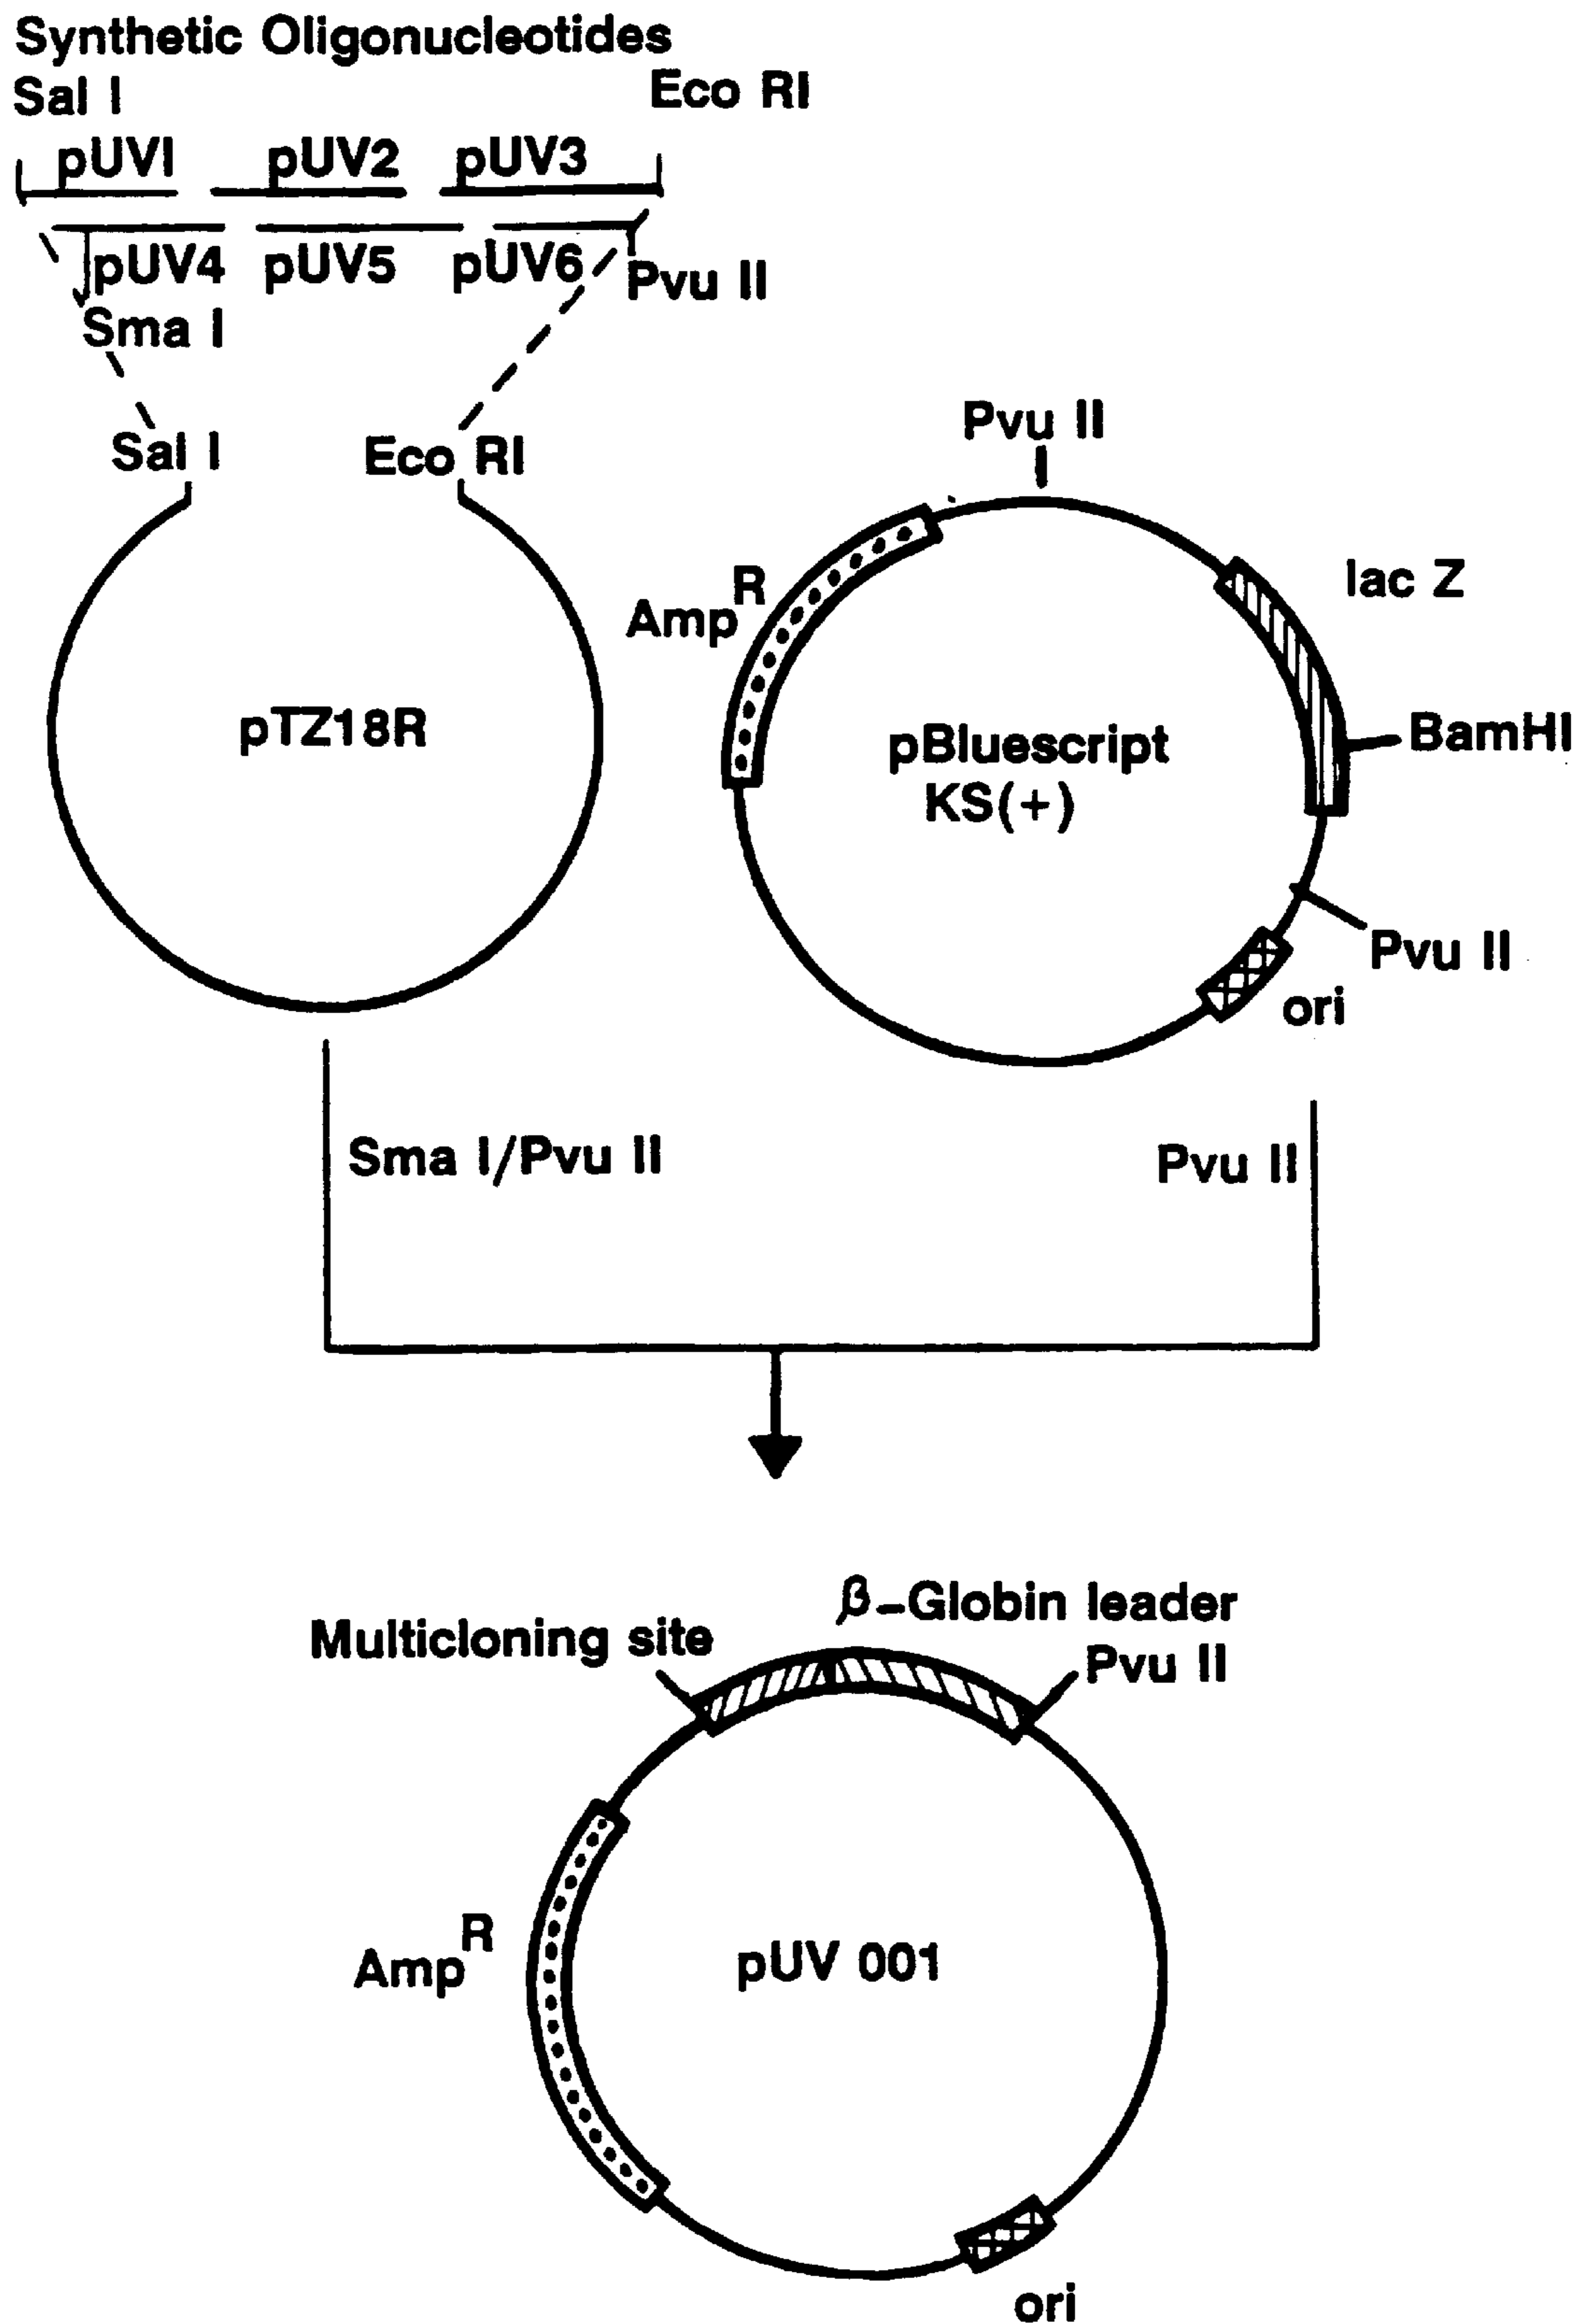 Synthetic Oligonucleotides
Sal I
Eco RI
pUVI
pUV2
pUV3
pUV4
pUV5
pUV6
Pvu II
Sma I
Sal I
Eco RI
Pvu II
lac Z
Amp R
pTZ18R
BamHI
pBluescript
KS(+)
Pvu II
ori
Sma I/Pvu II
Pvu II
β-Globin leader
Multicloning site
Pvu II
Amp R
pUV 001
ori